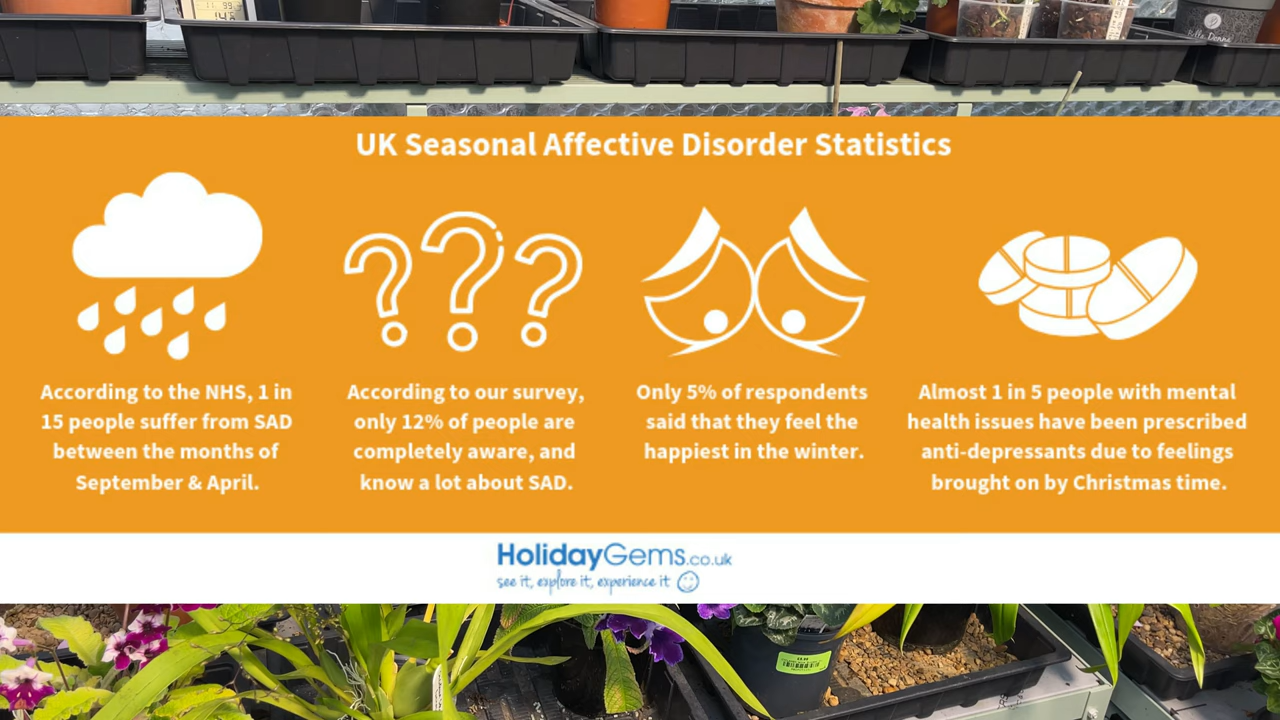 UK Seasonal Affective Disorder Statistics
According to the NHS, 1 in
15 people suffer from SAD
between the months of
September & April.
According to our survey,
only 12% of people are
completely aware, and
know a lot about SAD.
Only 5% of respondents
said that they feel the
happiest in the winter.
Almost 1 in 5 people with mental
health issues have been prescribed
anti-depressants due to feelings
brought on by Christmas time.
HolidayGems.co.uk
see it, explore it, experience it